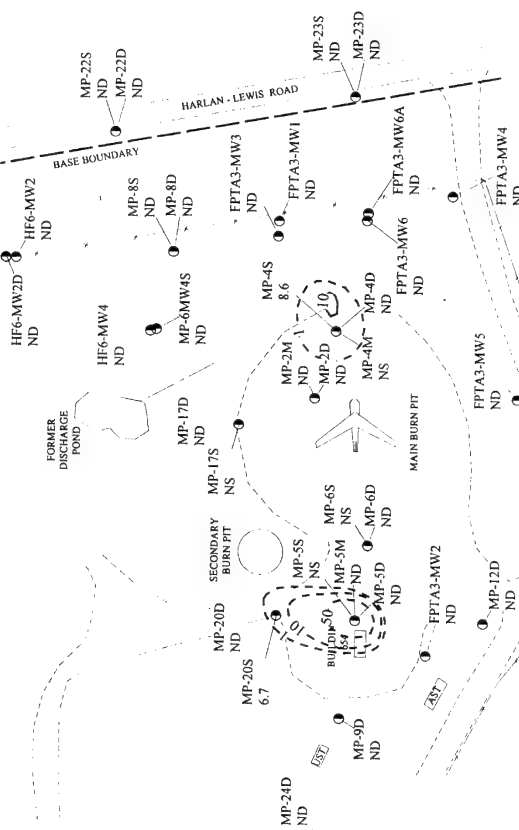 MP-22S
ND
MP-22D
ND
MP-23S
ND
MP-23D
ND
HARLAN - LEWIS ROAD
BASE BOUNDARY
HF6-MW2D
ND
HF6-MW2
ND
MP-8S
ND
MP-8D
ND
FPTA3-MW3
ND
FPTA3-MW1
ND
FPTA3-MW6A
ND
FPTA3-MW6
ND
FPTA3-MW4
ND
HF6-MW4
ND
MP-6MW4S
ND
MP-4S
8.6
10
MP-4D
ND
MP-4M
NS
MP-2M
ND
MP-2D
ND
FPTA3-MW5
ND
FORMER
DISCHARGE
POND
MP-17D
ND
MP-17S
NS
MAIN BURN PIT
SECONDARY
BURN PIT
MP-6S
NS
MP-6D
ND
MP-5S
NS
MP-5M
ND
MP-5D
ND
MP-20D
ND
MP-20S
6.7
1
10
50
FPTA3-MW2
ND
MP-12D
ND
AST
MP-9D
ND
MP-24D
ND